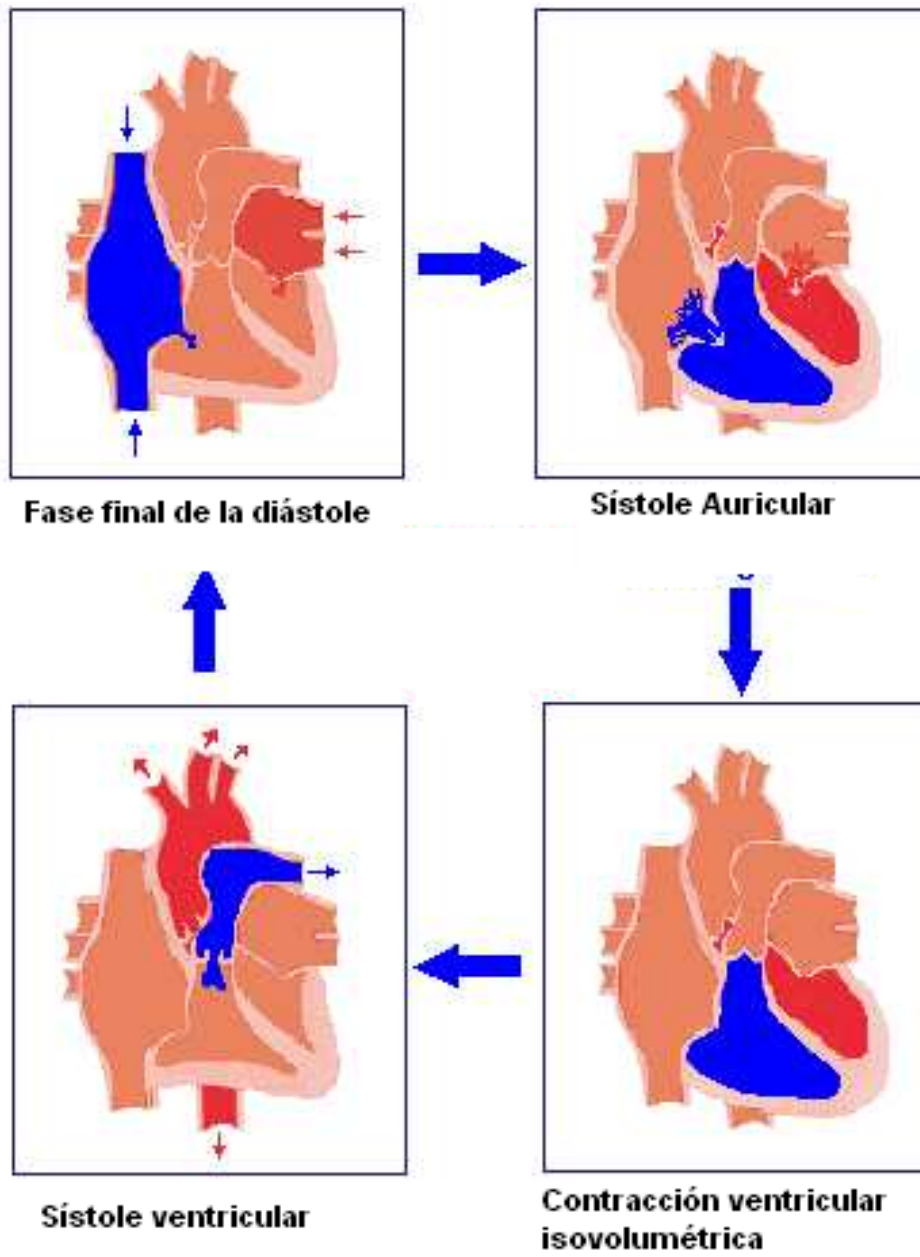 Fase final de la diástole
Sístole Auricular
Sístole ventricular
Contracción ventricular
isovolumétrica